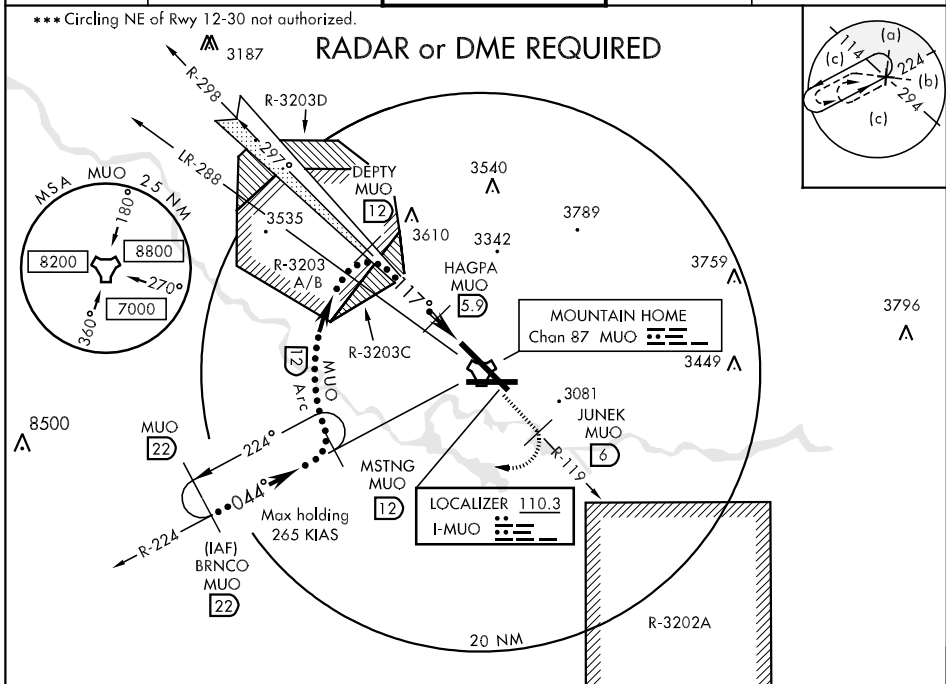 *** Circling NE of Rwy 12-30 not authorized.
RADAR or DME REQUIRED
3187
R-298
R-3203D
LR-288
297°
DEPTY
MUO
12
3540
3535
3610
3789
3342
R-3203
A/B
HAGPA
MUO
5.9
117°
3759
3796
MSA MUO 25 NM
180°
8200
8800
270°
7000
360°
R-3203C
MOUNTAIN HOME
Chan 87 MUO
3449
12
MUO
Arc
3081
JUNEK
MUO
6
R-119
8500
MUO
22
224°
044°
MSTNG
MUO
12
LOCALIZER 110.3
I-MUO
Max holding
265 KIAS
R-224
(IAF)
BRNCO
MUO
22
R-3202A
20 NM
(a)
114
(c)
224
(b)
294
(c)